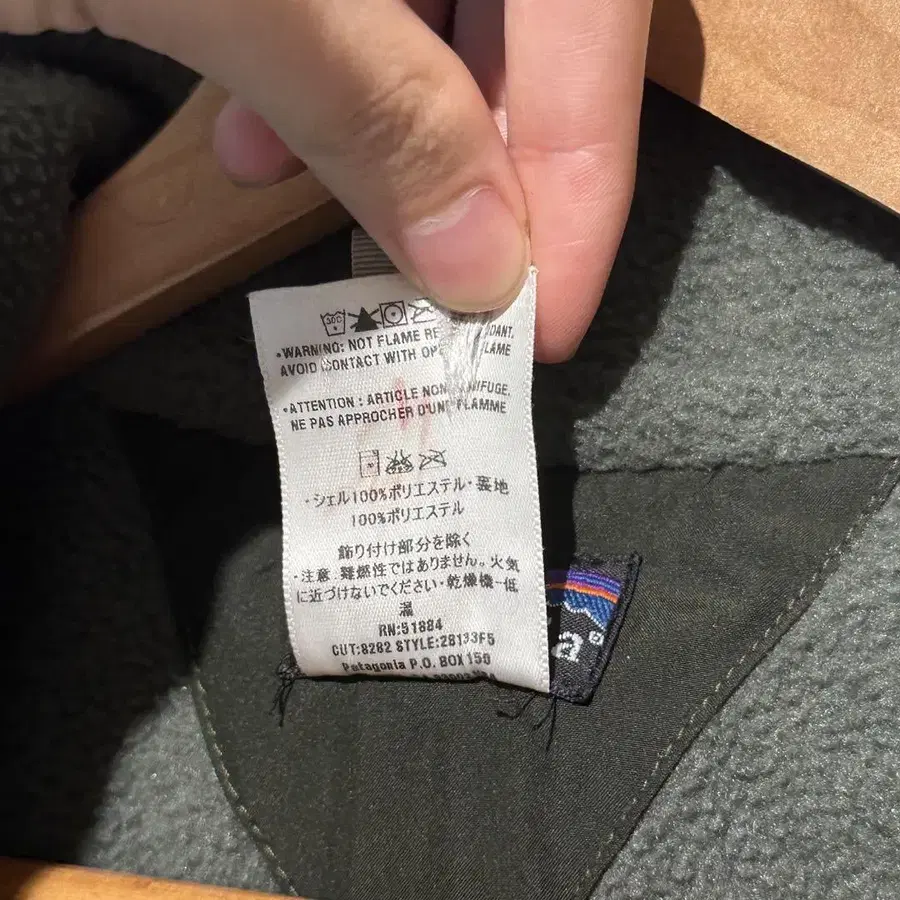 30C
•WARNING: NOT FLAME RE DANT.
AVOID CONTACT WITH OP LAME
•ATTENTION : ARTICLE NON NIFUGE.
NE PAS APPROCHER D'UNE FLAMME
・シェル100%ポリエステル・裏地
100%ポリエステル
飾り付け部分を除く
・注意・難燃性ではありません。火気
に近づけないでください・乾燥機-低
温
RN:51884
CUT:8282 STYLE:28133F5
Patagonia P.O. BOX 150
a®